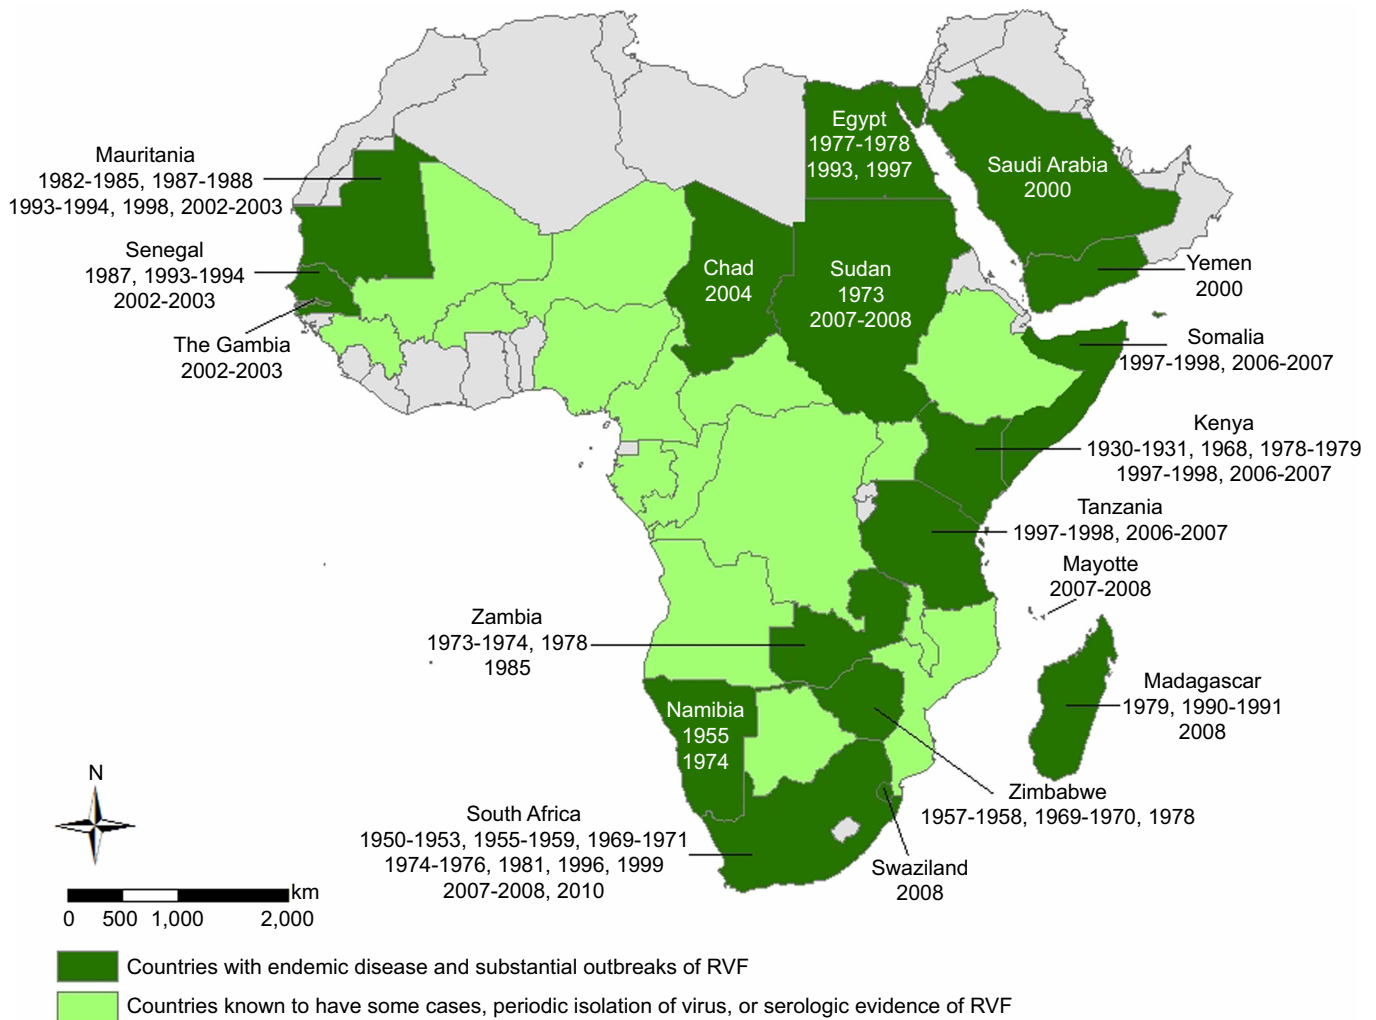 Egypt
1977-1978
1993, 1997
Saudi Arabia
2000
Mauritania
1982-1985, 1987-1988
1993-1994, 1998, 2002-2003
Senegal
1987, 1993-1994
2002-2003
The Gambia
2002-2003
Chad
2004
Sudan
1973
2007-2008
Yemen
2000
Somalia
1997-1998, 2006-2007
Kenya
1930-1931, 1968, 1978-1979
1997-1998, 2006-2007
Tanzania
1997-1998, 2006-2007
Mayotte
2007-2008
Zambia
1973-1974, 1978
1985
Madagascar
1979, 1990-1991
2008
Namibia
1955
1974
Zimbabwe
1957-1958, 1969-1970, 1978
South Africa
1950-1953, 1955-1959, 1969-1971
1974-1976, 1981, 1996, 1999
2007-2008, 2010
Swaziland
2008
N
km
0 500 1,000 2,000
Countries with endemic disease and substantial outbreaks of RVF
Countries known to have some cases, periodic isolation of virus, or serologic evidence of RVF